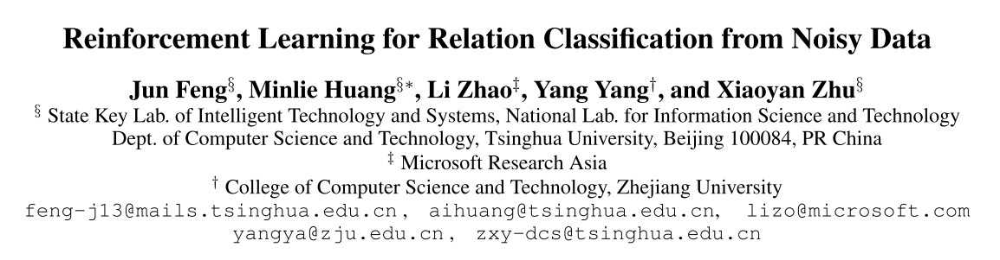 Reinforcement Learning for Relation Classification from Noisy Data
Jun Feng§, Minlie Huang§*, Li Zhao‡, Yang Yang†, and Xiaoyan Zhu§
§ State Key Lab. of Intelligent Technology and Systems, National Lab. for Information Science and Technology
Dept. of Computer Science and Technology, Tsinghua University, Beijing 100084, PR China
‡ Microsoft Research Asia
† College of Computer Science and Technology, Zhejiang University
feng-j13@mails.tsinghua.edu.cn, aihuang@tsinghua.edu.cn, lizo@microsoft.com
yangya@zju.edu.cn, zxy-dcs@tsinghua.edu.cn